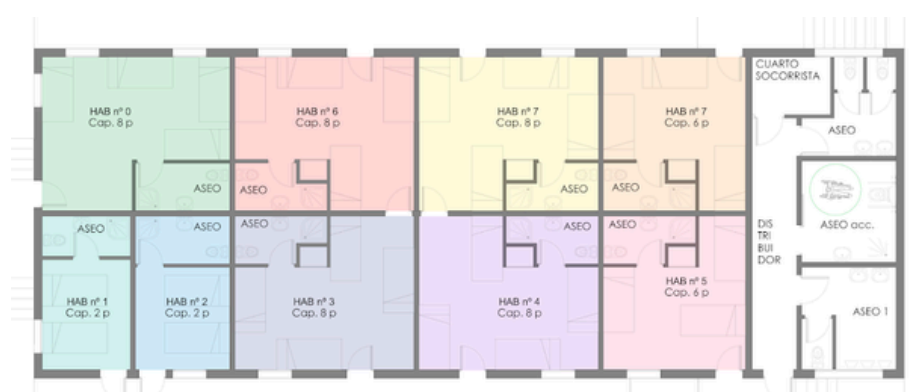 HAB nº 0
Cap. 8 p
ASEO
HAB nº 6
Cap. 8 p
ASEO
HAB nº 7
Cap. 8 p
ASEO
HAB nº 7
Cap. 6 p
ASEO
CUARTO
SOCORRISTA
ASEO
ASEO acc.
DIS
TRI
BUI
DOR
ASEO 1
ASEO
HAB nº 1
Cap. 2 p
ASEO
HAB nº 2
Cap. 2 p
ASEO
HAB nº 3
Cap. 8 p
ASEO
HAB nº 4
Cap. 8 p
ASEO
HAB nº 5
Cap. 6 p